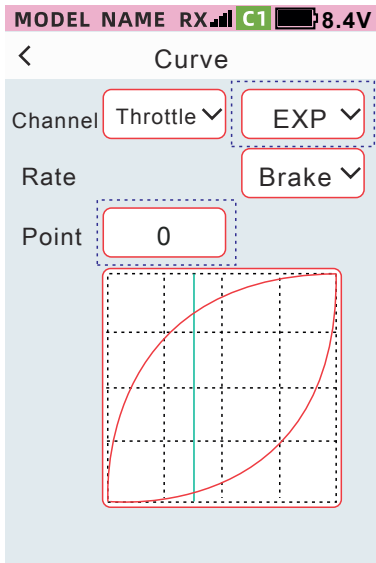 MODEL NAME RX C1 8.4V
Curve
Channel Throttle EXP
Rate Brake
Point 0